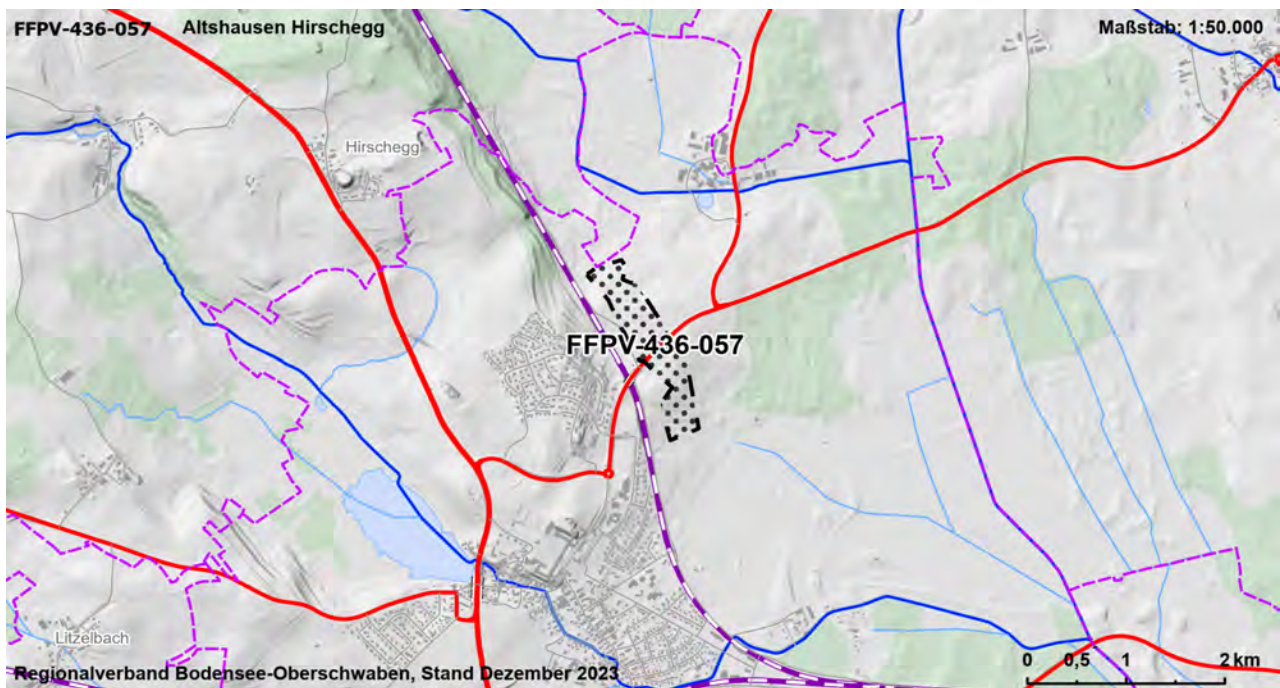 FFPV-436-057 Altshausen Hirschegg Maßstab: 1:50.000
Hirschegg
FFPV-436-057
Litzelbach
Regionalverband Bodensee-Oberschwaben, Stand Dezember 2023
0 0,5 1 2 km